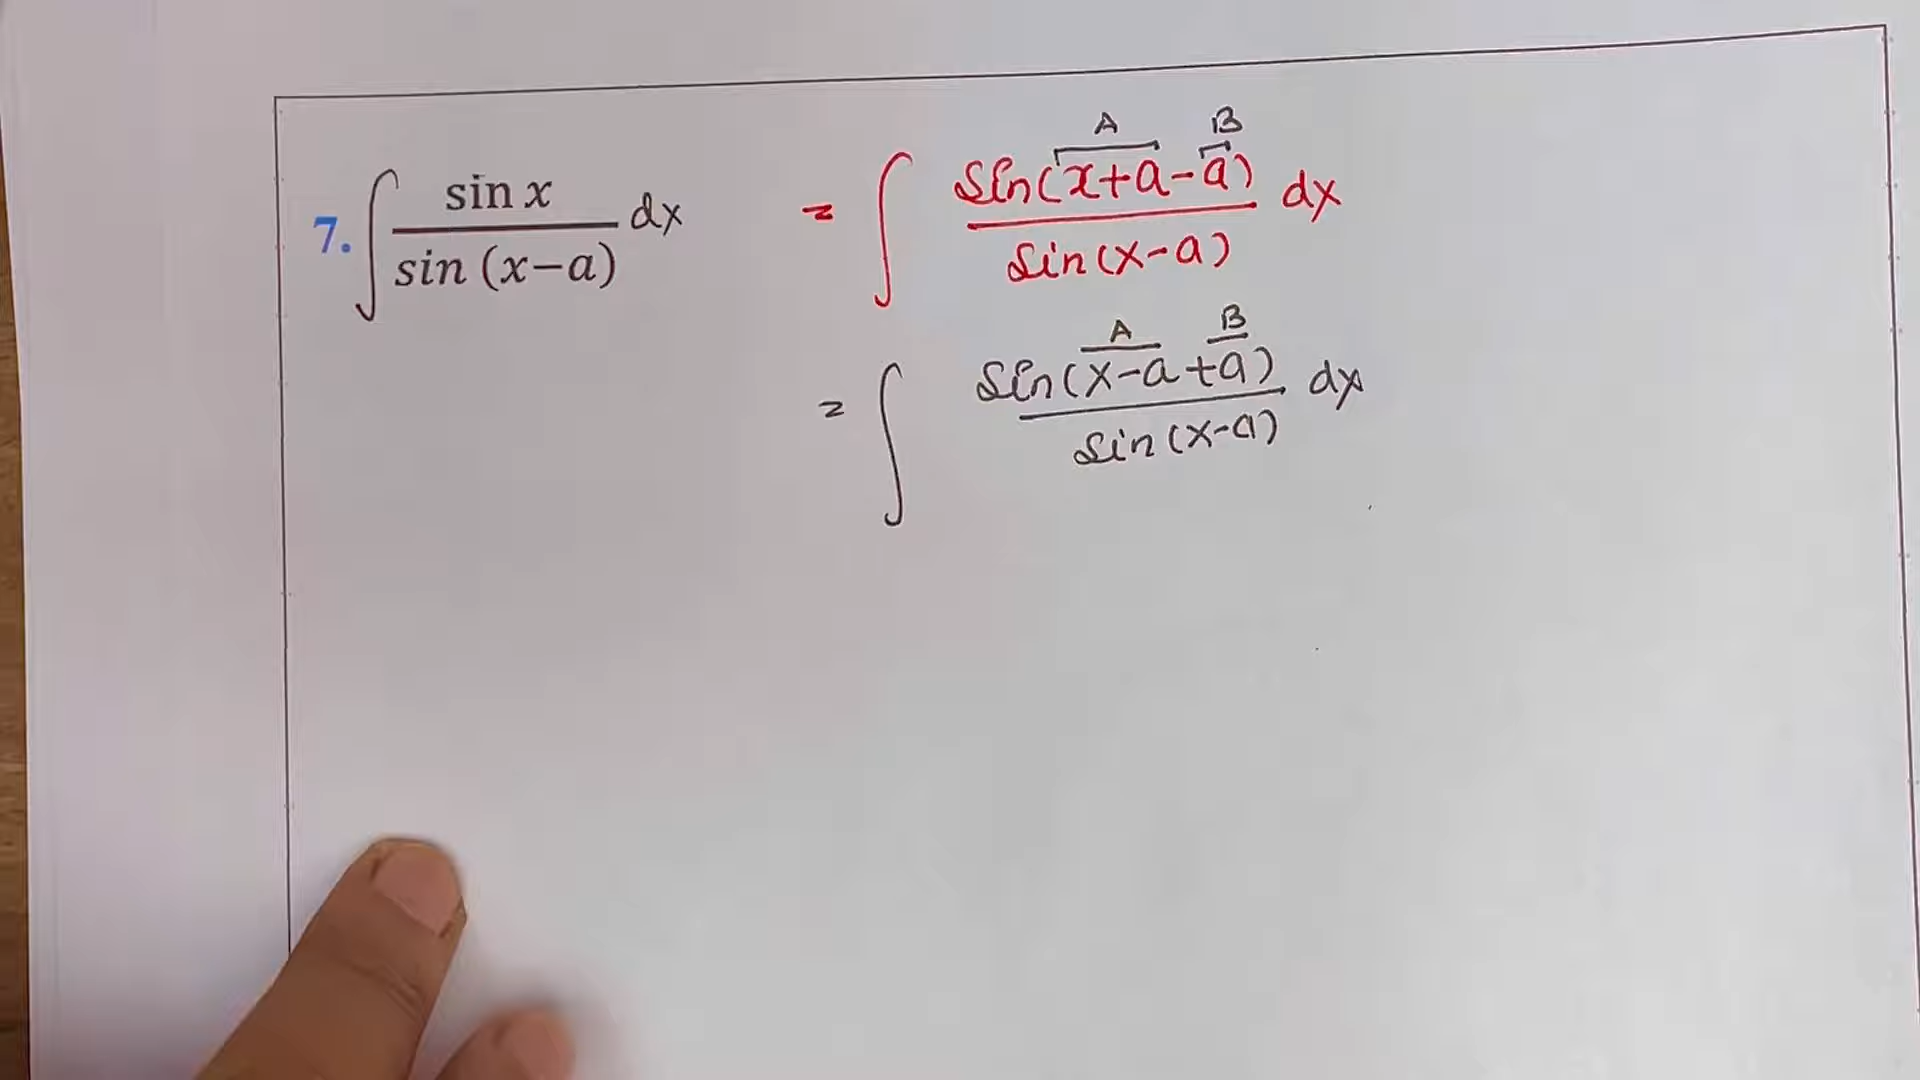 7. ∫ sin x / sin (x−a) dx = ∫ sin(x+a-a) / sin(x-a) dx
A B
= ∫ sin(x-a+a) / sin(x-a) dx
A B